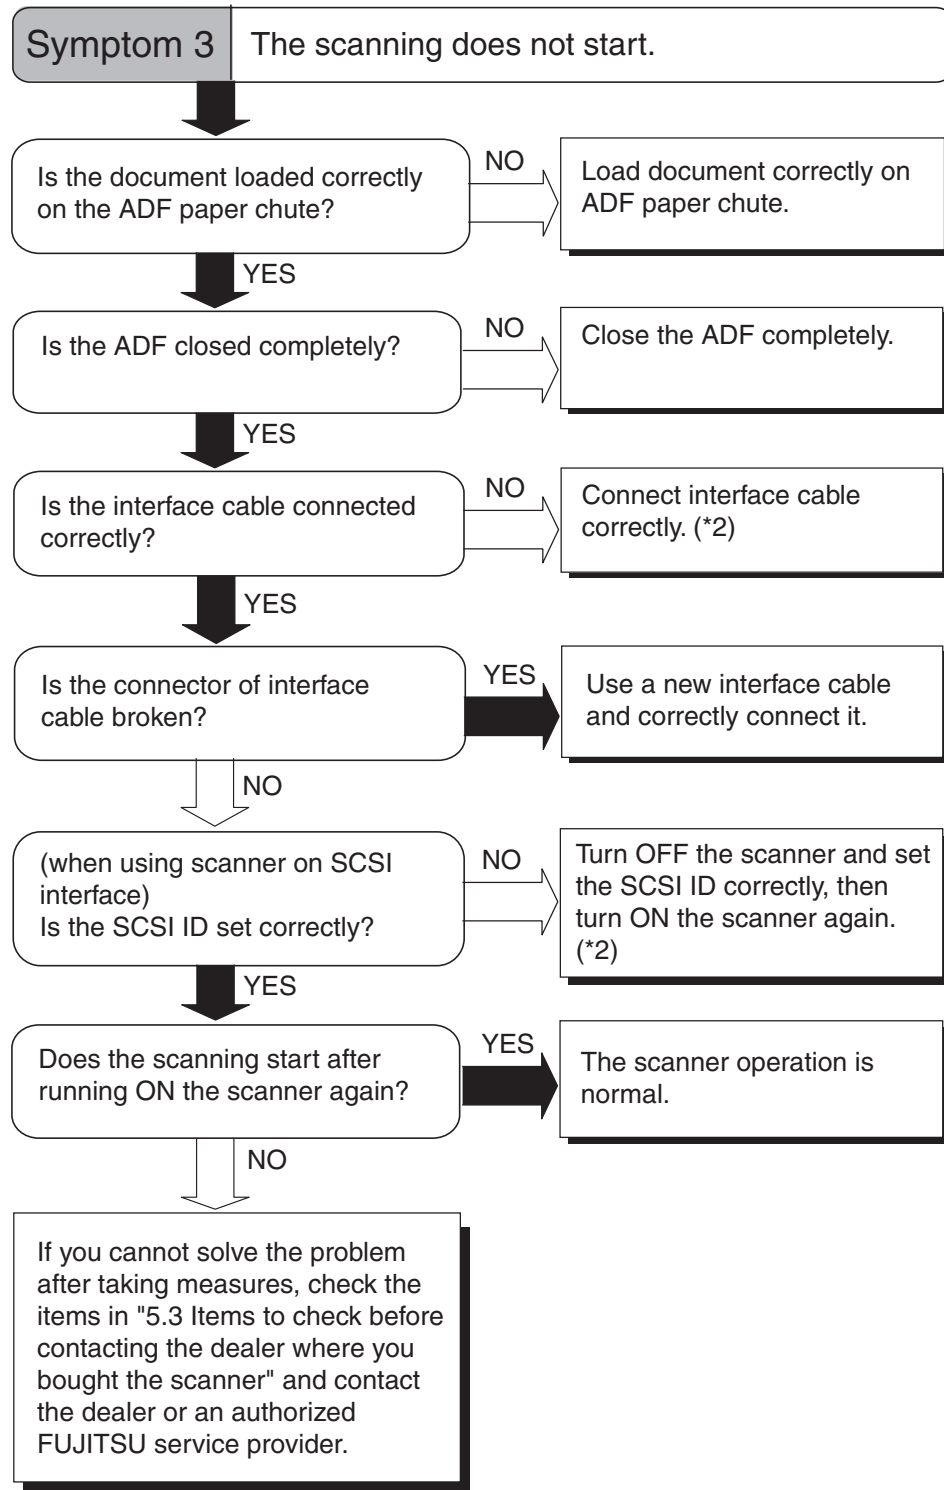 Symptom 3
The scanning does not start.
Is the document loaded correctly
on the ADF paper chute?
NO
Load document correctly on
ADF paper chute.
YES
Is the ADF closed completely?
NO
Close the ADF completely.
YES
Is the interface cable connected
correctly?
NO
Connect interface cable
correctly. (*2)
YES
Is the connector of interface
cable broken?
YES
Use a new interface cable
and correctly connect it.
NO
(when using scanner on SCSI
interface)
Is the SCSI ID set correctly?
NO
Turn OFF the scanner and set
the SCSI ID correctly, then
turn ON the scanner again.
(*2)
YES
Does the scanning start after
running ON the scanner again?
YES
The scanner operation is
normal.
NO
If you cannot solve the problem
after taking measures, check the
items in "5.3 Items to check before
contacting the dealer where you
bought the scanner" and contact
the dealer or an authorized
FUJITSU service provider.